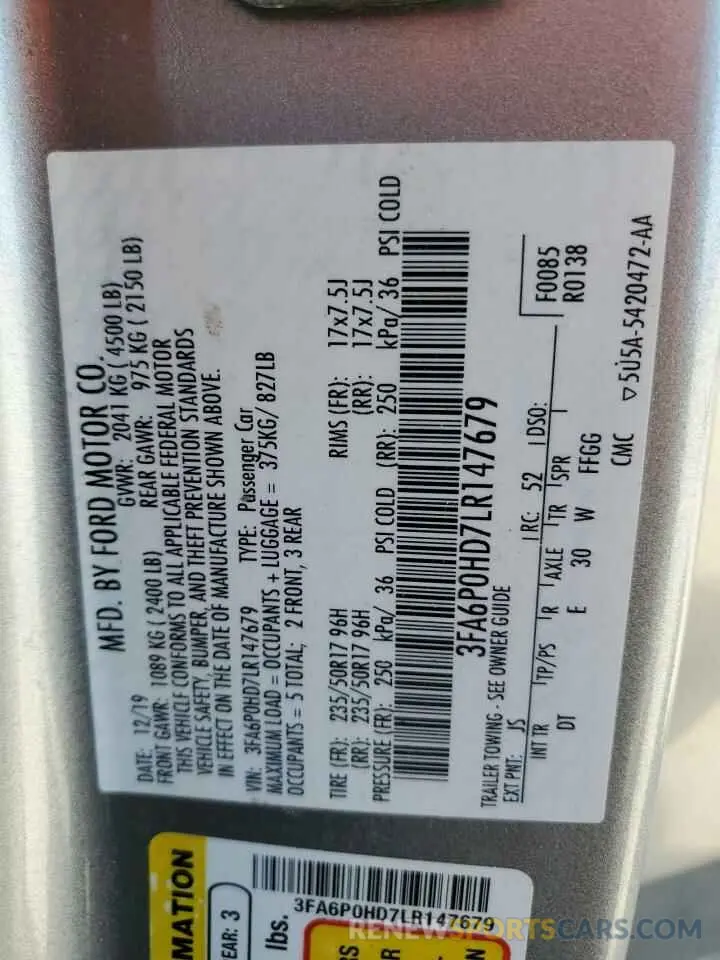 MFD. BY FORD MOTOR CO.
DATE: 12/19 GVWR: 2041 KG ( 4500 LB)
FRONT GAWR: 1089 KG ( 2400 LB) REAR GAWR: 975 KG ( 2150 LB)
THIS VEHICLE CONFORMS TO ALL APPLICABLE FEDERAL MOTOR
VEHICLE SAFETY, BUMPER, AND THEFT PREVENTION STANDARDS
IN EFFECT ON THE DATE OF MANUFACTURE SHOWN ABOVE.
VIN: 3FA6P0HD7LR147679 TYPE: Passenger Car
MAXIMUM LOAD = OCCUPANTS + LUGGAGE = 375KG/ 827LB
OCCUPANTS = 5 TOTAL; 2 FRONT, 3 REAR
TIRE (FR): 235/50R17 96H RIMS (FR): 17x7.5J
(RR): 235/50R17 96H (RR): 17x7.5J
PRESSURE (FR): 250 kPa/ 36 PSI COLD (RR): 250 kPa/ 36 PSI COLD
3FA6P0HD7LR147679
TRAILER TOWING - SEE OWNER GUIDE
EXT PNT: JS RC: 52 DSO:
F0085
R0138
INT TR TP/PS R AXLE TR SPR
DT E 30 W FFGG
CMC ▽5U5A-5420472-AA
MATION
EAR: 3
3FA6P0HD7LR147679
lbs.
RENEWSPORTSCARS.COM